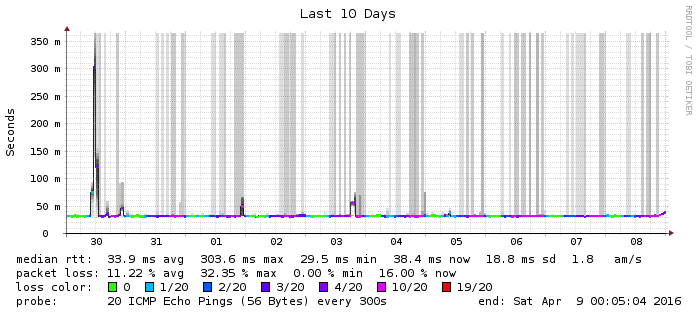 Last 10 Days
RRDTOOL / TOBI OETIKER
Seconds
350 m
300 m
250 m
200 m
150 m
100 m
50 m
0
30 31 01 02 03 04 05 06 07 08
median rtt: 33.9 ms avg 303.6 ms max 29.5 ms min 38.4 ms now 18.8 ms sd 1.8 am/s
packet loss: 11.22 % avg 32.35 % max 0.00 % min 16.00 % now
loss color: 0 1/20 2/20 3/20 4/20 10/20 19/20
probe: 20 ICMP Echo Pings (56 Bytes) every 300s end: Sat Apr 9 00:05:04 2016